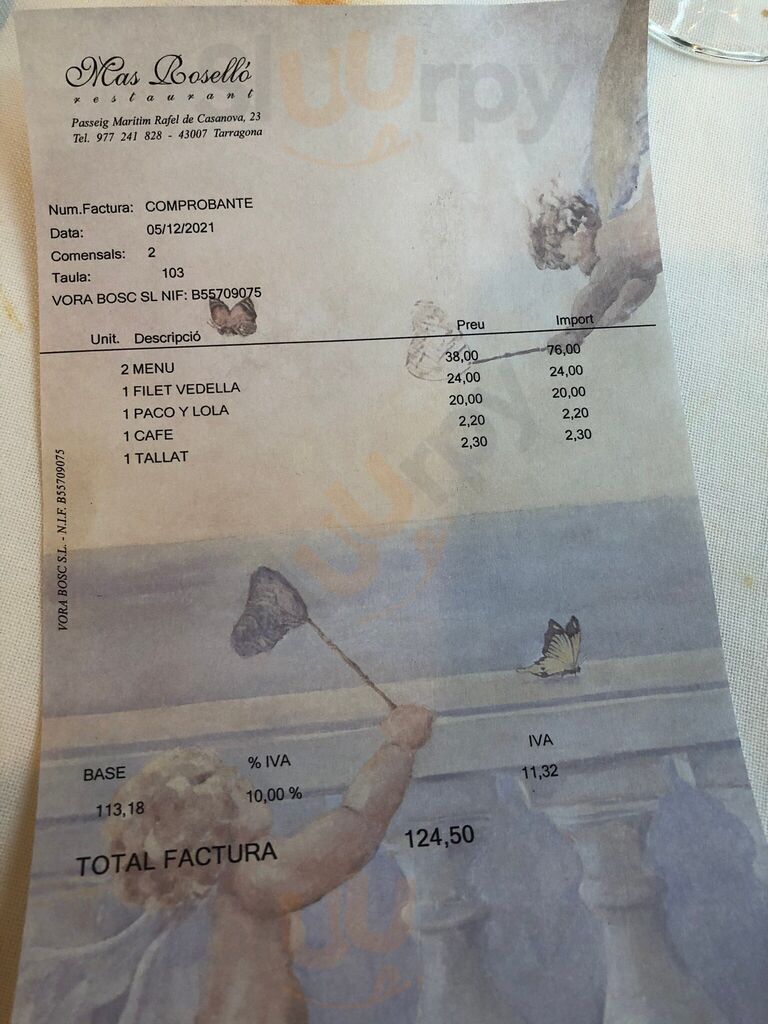 Mas Roselló
restaurant
Passeig Marítim Rafel de Casanova, 23
Tel. 977 241 828 - 43007 Tarragona
Num.Factura: COMPROBANTE
Data: 05/12/2021
Comensals: 2
Taula: 103
VORA BOSC SL NIF: B55709075
Unit. Descripció Preu Import
2 MENU 38,00 76,00
1 FILET VEDELLA 24,00 24,00
1 PACO Y LOLA 20,00 20,00
1 CAFE 2,20 2,20
1 TALLAT 2,30 2,30
VORA BOSC S.L. - N.I.F. B55709075
BASE % IVA IVA
113,18 10,00 % 11,32
TOTAL FACTURA 124,50